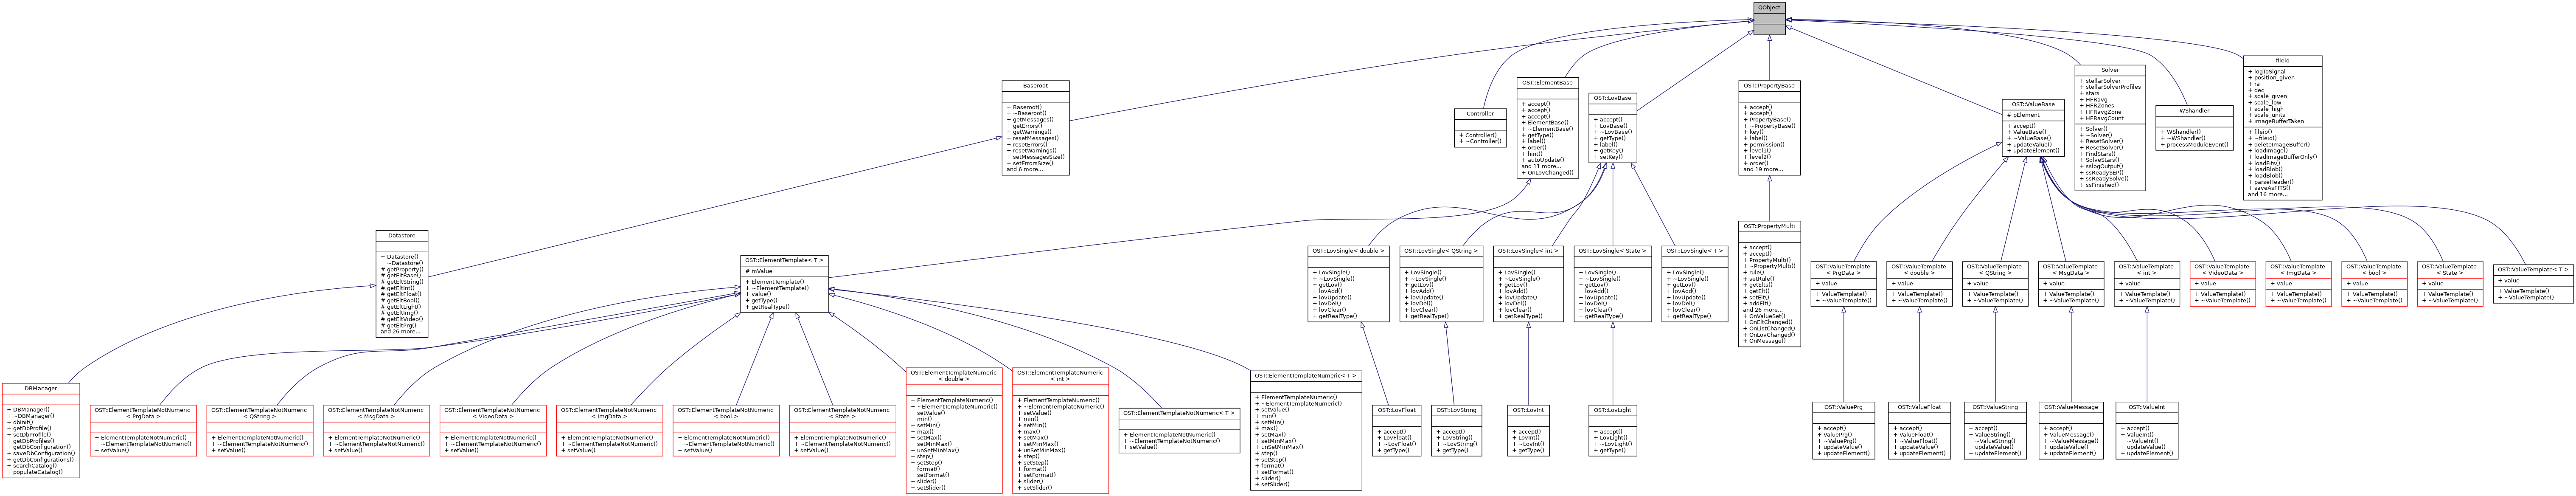 QObject
Baseroot
+ Baseroot()
+ ~Baseroot()
+ getMessages()
+ getErrors()
+ getWarnings()
+ resetMessages()
+ resetErrors()
+ resetWarnings()
+ setMessagesSize()
+ setErrorsSize()
and 6 more...
Controller
+ Controller()
+ ~Controller()
OST::ElementBase
+ accept()
+ accept()
+ accept()
+ ElementBase()
+ ~ElementBase()
+ getType()
+ label()
+ order()
+ hint()
+ autoUpdate()
and 11 more...
+ OnLovChanged()
OST::LovBase
+ accept()
+ LovBase()
+ ~LovBase()
+ getType()
+ label()
+ getKey()
+ setKey()
OST::PropertyBase
+ accept()
+ accept()
+ PropertyBase()
+ ~PropertyBase()
+ key()
+ label()
+ permission()
+ level1()
+ level2()
+ order()
and 19 more...
OST::ValueBase
# pElement
+ accept()
+ ValueBase()
+ ~ValueBase()
+ updateValue()
+ updateElement()
Solver
+ stellarSolver
+ stellarSolverProfiles
+ stars
+ HFRavg
+ HFRZones
+ HFRavgZone
+ HFRavgCount
+ Solver()
+ ~Solver()
+ ResetSolver()
+ ResetSolver()
+ FindStars()
+ SolveStars()
+ sslogOutput()
+ ssReadySEP()
+ ssReadySolve()
+ ssFinished()
WShandler
+ WShandler()
+ ~WShandler()
+ processModuleEvent()
fileio
+ logToSignal
+ position_given
+ ra
+ dec
+ scale_given
+ scale_low
+ scale_high
+ scale_units
+ imageBufferTaken
+ fileio()
+ ~fileio()
+ deleteImageBuffer()
+ loadImage()
+ loadImageBufferOnly()
+ loadFits()
+ loadBlob()
+ loadBlob()
+ parseHeader()
+ saveAsFITS()
and 16 more...
Datastore
+ Datastore()
+ ~Datastore()
# getProperty()
# getEltBase()
# getEltString()
# getEltInt()
# getEltFloat()
# getEltBool()
# getEltLight()
# getEltImg()
# getEltVideo()
# getEltPrg()
and 26 more...
OST::ElementTemplate< T >
# mValue
+ ElementTemplate()
+ ~ElementTemplate()
+ value()
+ getType()
+ getRealType()
OST::LovSingle< double >
+ LovSingle()
+ ~LovSingle()
+ getLov()
+ lovAdd()
+ lovUpdate()
+ lovDel()
+ lovClear()
+ getRealType()
OST::LovSingle< QString >
+ LovSingle()
+ ~LovSingle()
+ getLov()
+ lovAdd()
+ lovUpdate()
+ lovDel()
+ lovClear()
+ getRealType()
OST::LovSingle< int >
+ LovSingle()
+ ~LovSingle()
+ getLov()
+ lovAdd()
+ lovUpdate()
+ lovDel()
+ lovClear()
+ getRealType()
OST::LovSingle< State >
+ LovSingle()
+ ~LovSingle()
+ getLov()
+ lovAdd()
+ lovUpdate()
+ lovDel()
+ lovClear()
+ getRealType()
OST::LovSingle< T >
+ LovSingle()
+ ~LovSingle()
+ getLov()
+ lovAdd()
+ lovUpdate()
+ lovDel()
+ lovClear()
+ getRealType()
OST::PropertyMulti
+ accept()
+ accept()
+ PropertyMulti()
+ ~PropertyMulti()
+ rule()
+ setRule()
+ getElts()
+ getElt()
+ setElt()
+ addElt()
and 26 more...
+ OnValueSet()
+ OnEltChanged()
+ OnListChanged()
+ OnLovChanged()
+ OnMessage()
OST::ValueTemplate
< PrgData >
+ value
+ ValueTemplate()
+ ~ValueTemplate()
OST::ValueTemplate
< double >
+ value
+ ValueTemplate()
+ ~ValueTemplate()
OST::ValueTemplate
< QString >
+ value
+ ValueTemplate()
+ ~ValueTemplate()
OST::ValueTemplate
< MsgData >
+ value
+ ValueTemplate()
+ ~ValueTemplate()
OST::ValueTemplate
< int >
+ value
+ ValueTemplate()
+ ~ValueTemplate()
OST::ValueTemplate
< VideoData >
+ value
+ ValueTemplate()
+ ~ValueTemplate()
OST::ValueTemplate
< ImgData >
+ value
+ ValueTemplate()
+ ~ValueTemplate()
OST::ValueTemplate
< bool >
+ value
+ ValueTemplate()
+ ~ValueTemplate()
OST::ValueTemplate
< State >
+ value
+ ValueTemplate()
+ ~ValueTemplate()
OST::ValueTemplate< T >
+ value
+ ValueTemplate()
+ ~ValueTemplate()
DBManager
+ DBManager()
+ ~DBManager()
+ dbInit()
+ getDbProfile()
+ setDbProfile()
+ getDbProfiles()
+ getDbConfiguration()
+ saveDbConfiguration()
+ getDbConfigurations()
+ searchCatalog()
+ populateCatalog()
OST::ElementTemplateNotNumeric
< PrgData >
+ ElementTemplateNotNumeric()
+ ~ElementTemplateNotNumeric()
+ setValue()
OST::ElementTemplateNotNumeric
< QString >
+ ElementTemplateNotNumeric()
+ ~ElementTemplateNotNumeric()
+ setValue()
OST::ElementTemplateNotNumeric
< MsgData >
+ ElementTemplateNotNumeric()
+ ~ElementTemplateNotNumeric()
+ setValue()
OST::ElementTemplateNotNumeric
< VideoData >
+ ElementTemplateNotNumeric()
+ ~ElementTemplateNotNumeric()
+ setValue()
OST::ElementTemplateNotNumeric
< ImgData >
+ ElementTemplateNotNumeric()
+ ~ElementTemplateNotNumeric()
+ setValue()
OST::ElementTemplateNotNumeric
< bool >
+ ElementTemplateNotNumeric()
+ ~ElementTemplateNotNumeric()
+ setValue()
OST::ElementTemplateNotNumeric
< State >
+ ElementTemplateNotNumeric()
+ ~ElementTemplateNotNumeric()
+ setValue()
OST::ElementTemplateNumeric
< double >
+ ElementTemplateNumeric()
+ ~ElementTemplateNumeric()
+ setValue()
+ min()
+ setMin()
+ max()
+ setMax()
+ setMinMax()
+ unSetMinMax()
+ step()
+ setStep()
+ format()
+ setFormat()
+ slider()
+ setSlider()
OST::ElementTemplateNumeric
< int >
+ ElementTemplateNumeric()
+ ~ElementTemplateNumeric()
+ setValue()
+ min()
+ setMin()
+ max()
+ setMax()
+ setMinMax()
+ unSetMinMax()
+ step()
+ setStep()
+ format()
+ setFormat()
+ slider()
+ setSlider()
OST::ElementTemplateNotNumeric< T >
+ ElementTemplateNotNumeric()
+ ~ElementTemplateNotNumeric()
+ setValue()
OST::ElementTemplateNumeric< T >
+ ElementTemplateNumeric()
+ ~ElementTemplateNumeric()
+ setValue()
+ min()
+ setMin()
+ max()
+ setMax()
+ setMinMax()
+ unSetMinMax()
+ step()
+ setStep()
+ format()
+ setFormat()
+ slider()
+ setSlider()
OST::LovFloat
+ accept()
+ LovFloat()
+ ~LovFloat()
+ getType()
OST::LovString
+ accept()
+ LovString()
+ ~LovString()
+ getType()
OST::LovInt
+ accept()
+ LovInt()
+ ~LovInt()
+ getType()
OST::LovLight
+ accept()
+ LovLight()
+ ~LovLight()
+ getType()
OST::ValuePrg
+ accept()
+ ValuePrg()
+ ~ValuePrg()
+ updateValue()
+ updateElement()
OST::ValueFloat
+ accept()
+ ValueFloat()
+ ~ValueFloat()
+ updateValue()
+ updateElement()
OST::ValueString
+ accept()
+ ValueString()
+ ~ValueString()
+ updateValue()
+ updateElement()
OST::ValueMessage
+ accept()
+ ValueMessage()
+ ~ValueMessage()
+ updateValue()
+ updateElement()
OST::ValueInt
+ accept()
+ ValueInt()
+ ~ValueInt()
+ updateValue()
+ updateElement()